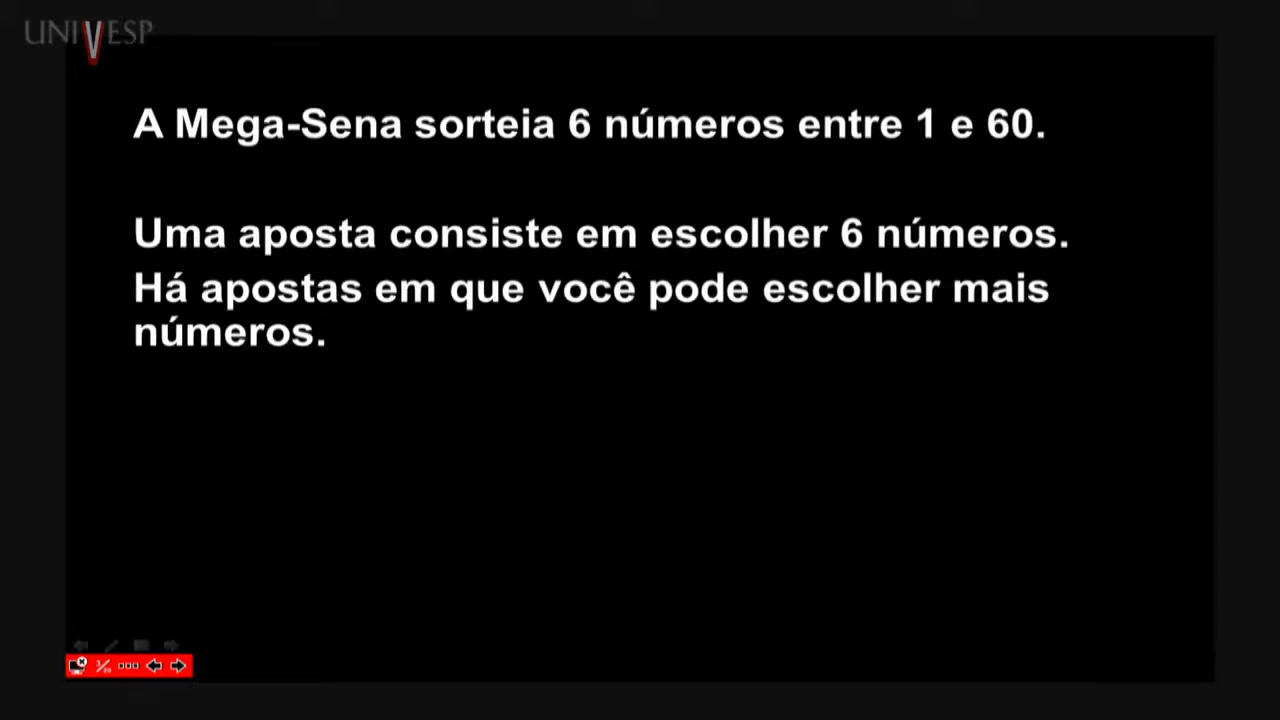 UNIVESP
A Mega-Sena sorteia 6 números entre 1 e 60.
Uma aposta consiste em escolher 6 números.
Há apostas em que você pode escolher mais
números.